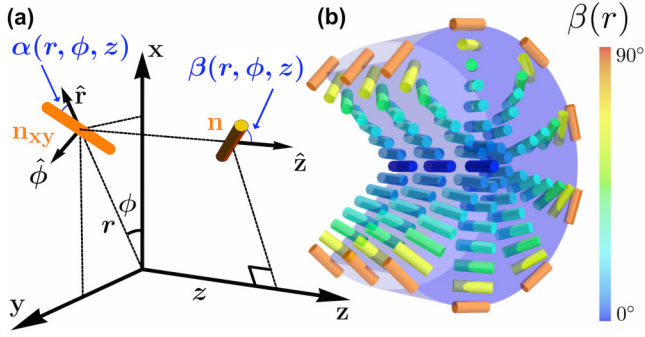 (a)
x
α(r, ϕ, z)
r̂
n_xy
ϕ̂
ϕ
r
y
z
z
β(r, ϕ, z)
n
ẑ
(b)
β(r)
90°
0°